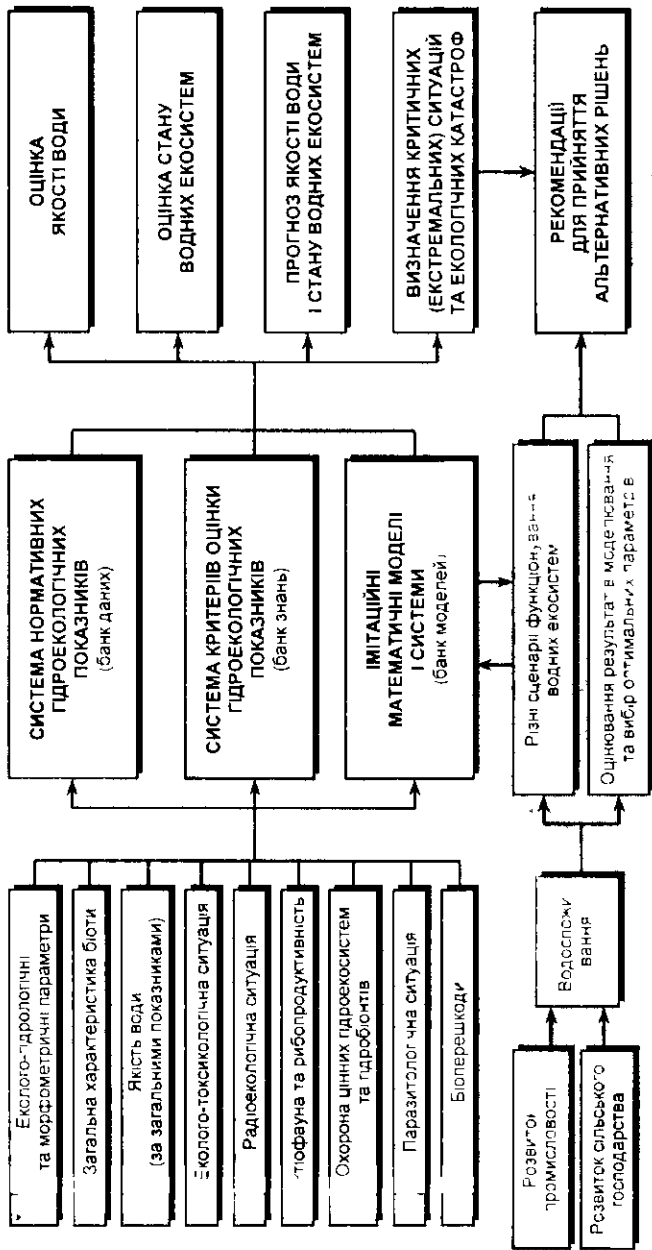 Еколого-гідрологічні
та морфометричні параметри
Загальна характеристика біоти
Якість води
(за загальними показниками)
Еколого-токсикологічна ситуація
Радіоекологічна ситуація
тіофауна та рибопродуктивність
Охорона цінних гідроекосистем
та гідробіонтів
Паразитологічна ситуація
Біоперешкоди
СИСТЕМА НОРМАТИВНИХ
ГІДРОЕКОЛОГІЧНИХ
ПОКАЗНИКІВ
(банк даних)
СИСТЕМА КРИТЕРІЇВ ОЦІНКИ
ГІДРОЕКОЛОГІЧНИХ
ПОКАЗНИКІВ
(банк знань)
ІМІТАЦІЙНІ
МАТЕМАТИЧНІ МОДЕЛІ
І СИСТЕМИ
(банк моделей)
ОЦІНКА
ЯКОСТІ ВОДИ
ОЦІНКА СТАНУ
ВОДНИХ ЕКОСИСТЕМ
ПРОГНОЗ ЯКОСТІ ВОДИ
І СТАНУ ВОДНИХ ЕКОСИСТЕМ
ВИЗНАЧЕННЯ КРИТИЧНИХ
(ЕКСТРЕМАЛЬНИХ) СИТУАЦІЙ
ТА ЕКОЛОГІЧНИХ КАТАСТРОФ
Розвиток
промисловості
Розвиток сільського
господарства
Водоспожи
вання
Різні сценарії функціонування
водних екосистем
Оцінювання результатів моделювання
та вибір оптимальних параметрів
РЕКОМЕНДАЦІЇ
ДЛЯ ПРИЙНЯТТЯ
АЛЬТЕРНАТИВНИХ РІШЕНЬ